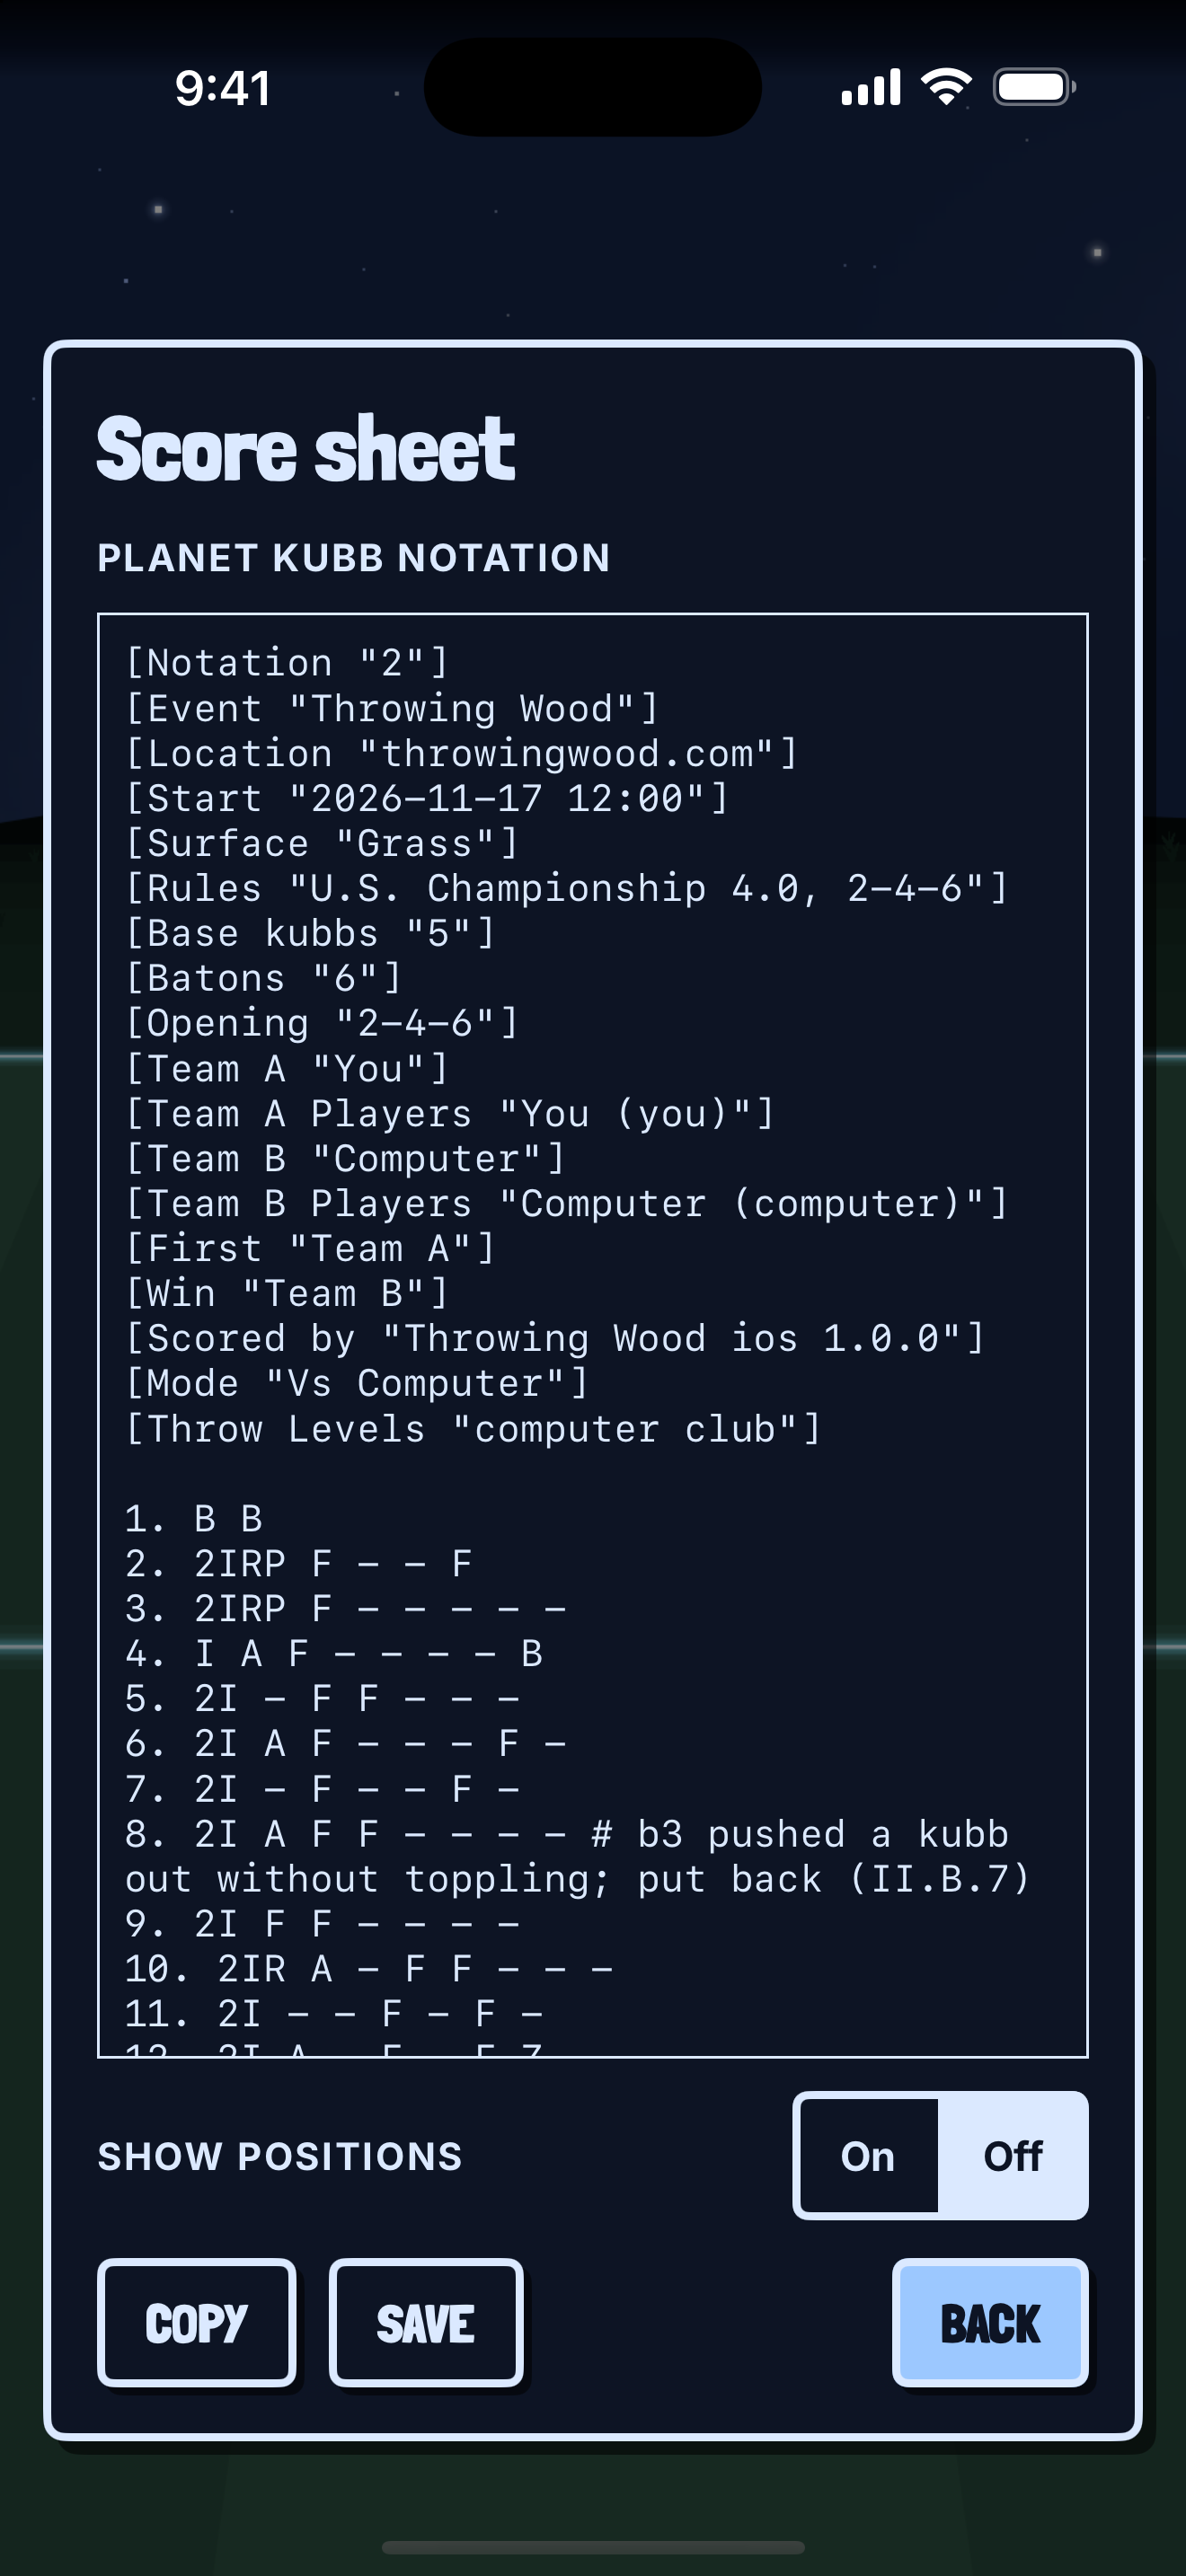 9:41
Score sheet
PLANET KUBB NOTATION
[Notation "2"]
[Event "Throwing Wood"]
[Location "throwingwood.com"]
[Start "2026-11-17 12:00"]
[Surface "Grass"]
[Rules "U.S. Championship 4.0, 2-4-6"]
[Base kubbs "5"]
[Batons "6"]
[Opening "2-4-6"]
[Team A "You"]
[Team A Players "You (you)"]
[Team B "Computer"]
[Team B Players "Computer (computer)"]
[First "Team A"]
[Win "Team B"]
[Scored by "Throwing Wood ios 1.0.0"]
[Mode "Vs Computer"]
[Throw Levels "computer club"]
1. B B
2. 2IRP F - - F
3. 2IRP F - - - - -
4. I A F - - - - B
5. 2I - F F - - -
6. 2I A F - - - F -
7. 2I - F - - F -
8. 2I A F F - - - - # b3 pushed a kubb
out without toppling; put back (II.B.7)
9. 2I F F - - - -
10. 2IR A - F F - - -
11. 2I - - F - F -
SHOW POSITIONS
On Off
COPY SAVE BACK